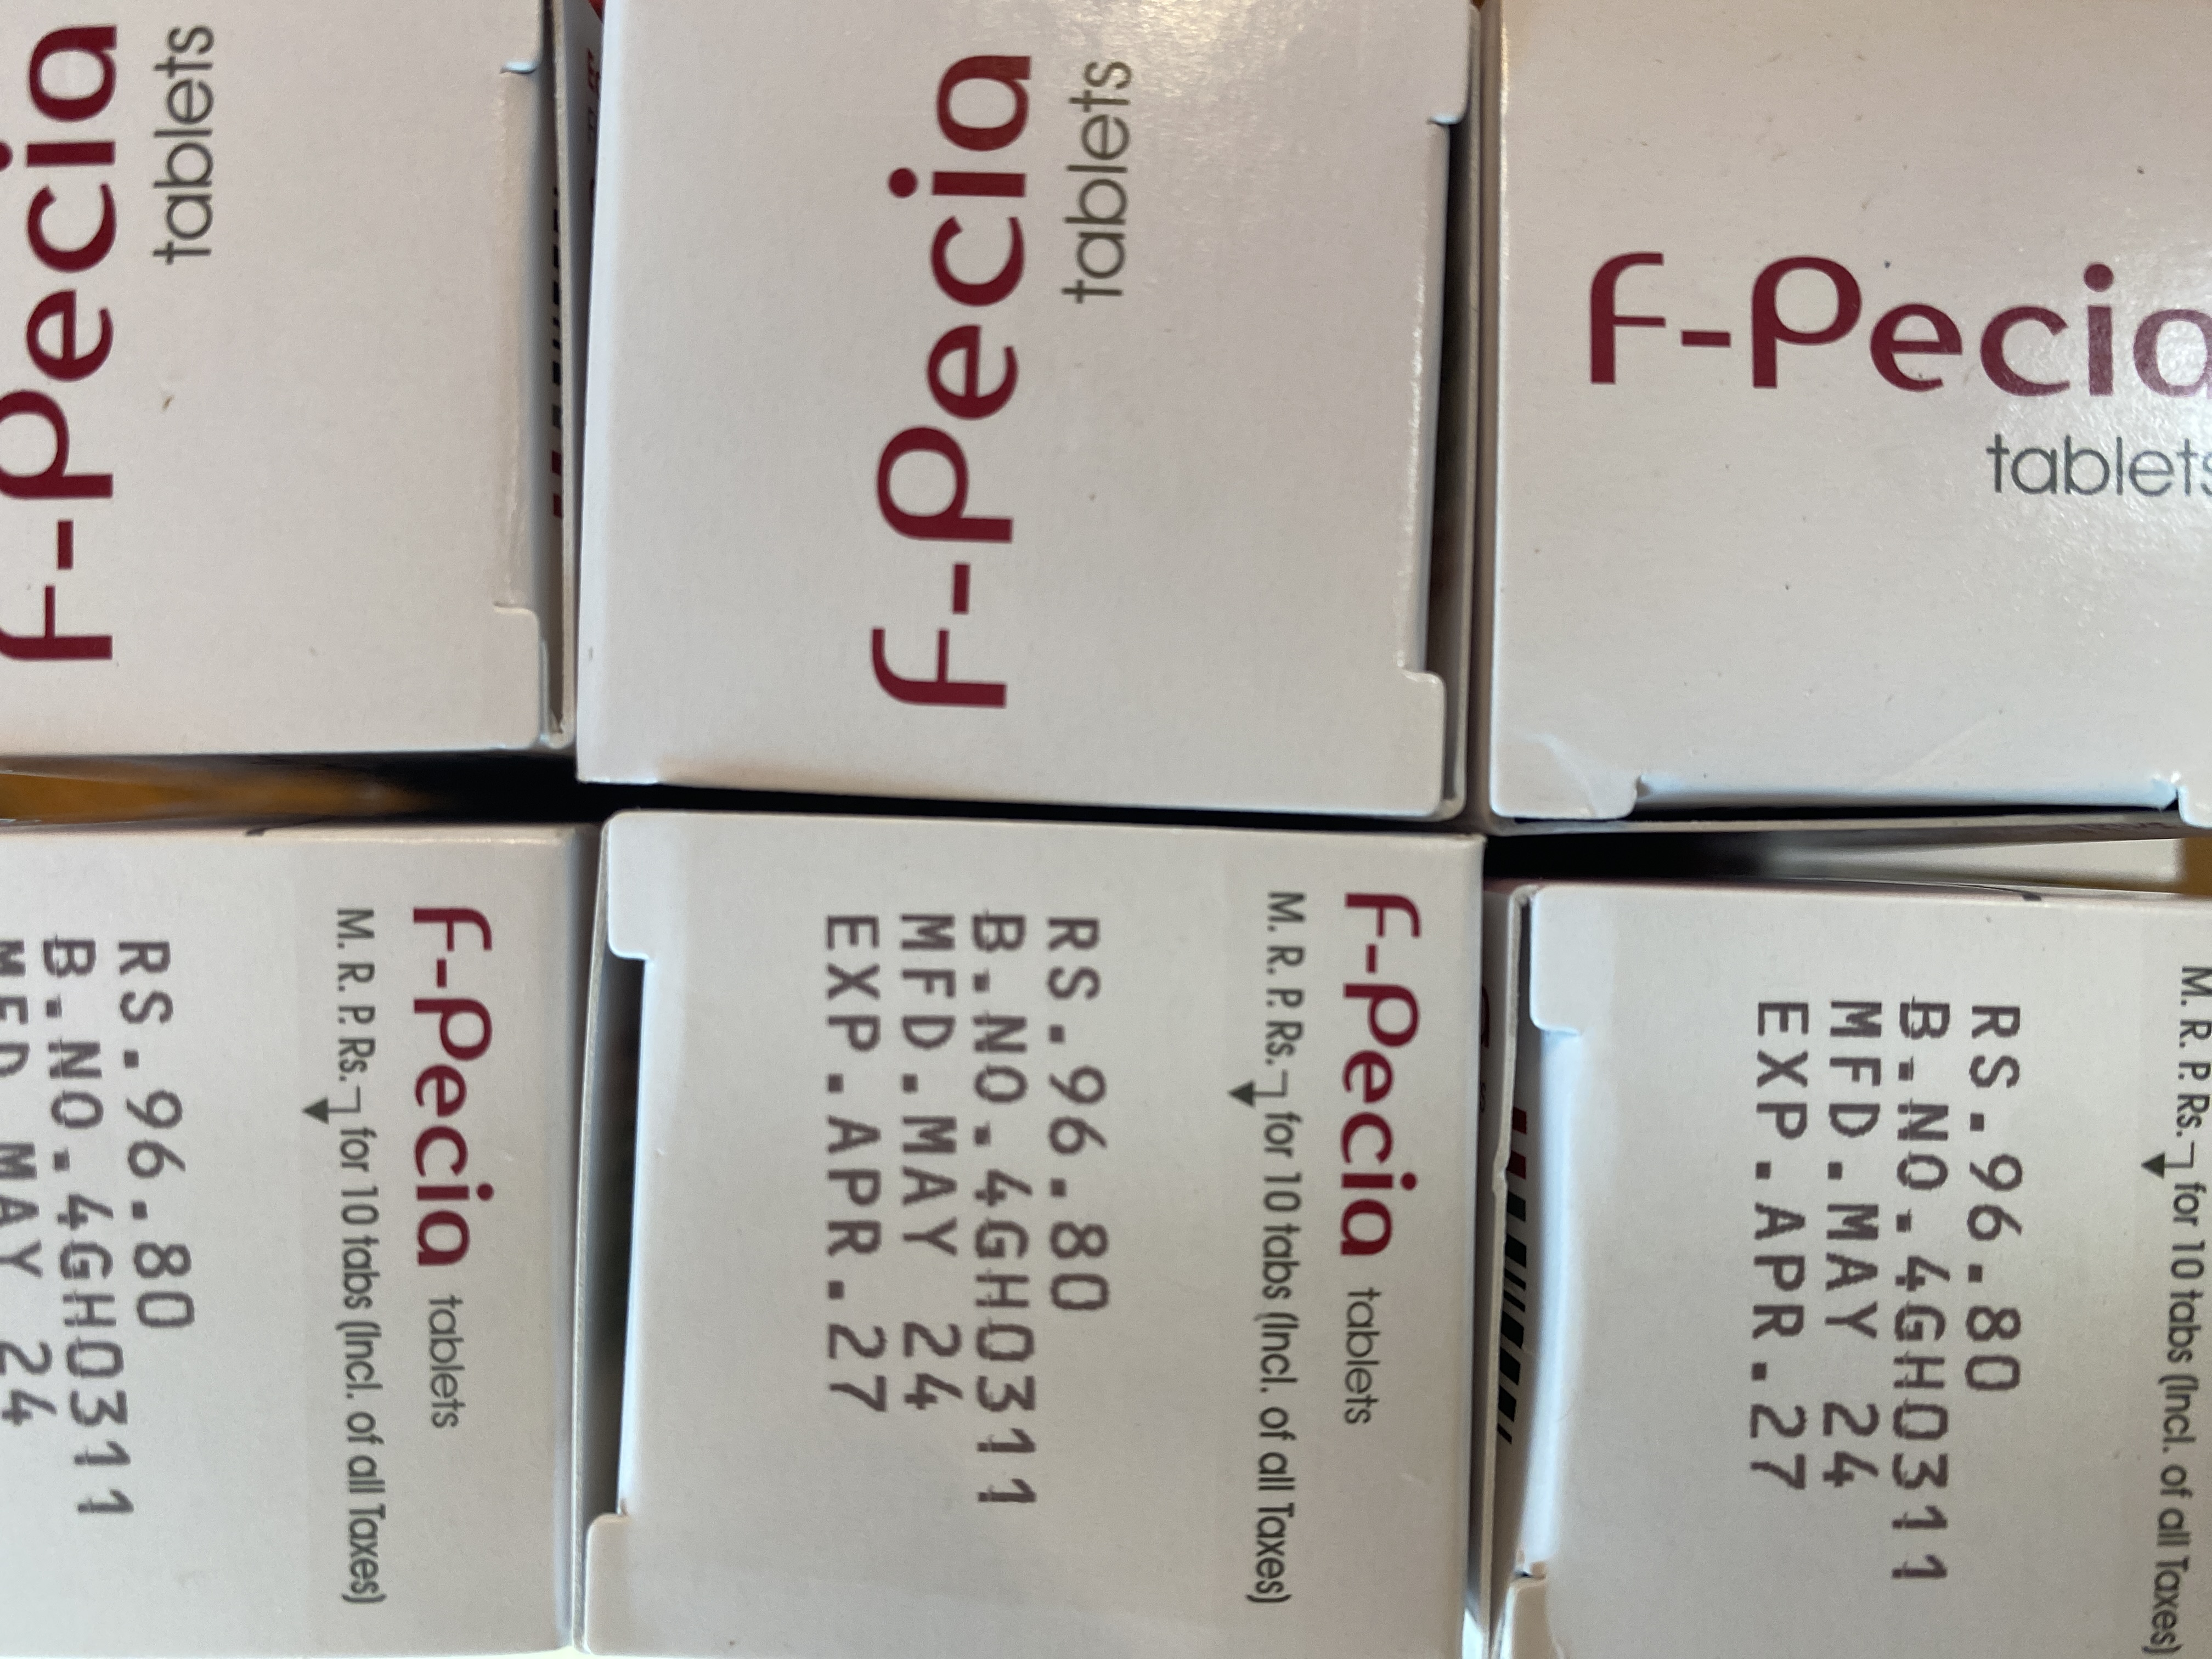 F-Pecia
tablets
F-Pecia
tablets
F-Pecia
tablets
F-Pecia tablets
M. R. P. Rs. for 10 tabs (Incl. of all Taxes)
RS.96.80
B.NO.4GH0311
MFD MAY 24
F-Pecia tablets
M. R. P. Rs. for 10 tabs (Incl. of all Taxes)
RS.96.80
B.NO.4GH0311
MFD.MAY 24
EXP.APR.27
M. R. P. Rs. for 10 tabs (Incl. of all Taxes)
RS.96.80
B.NO.4GH0311
MFD.MAY 24
EXP.APR.27